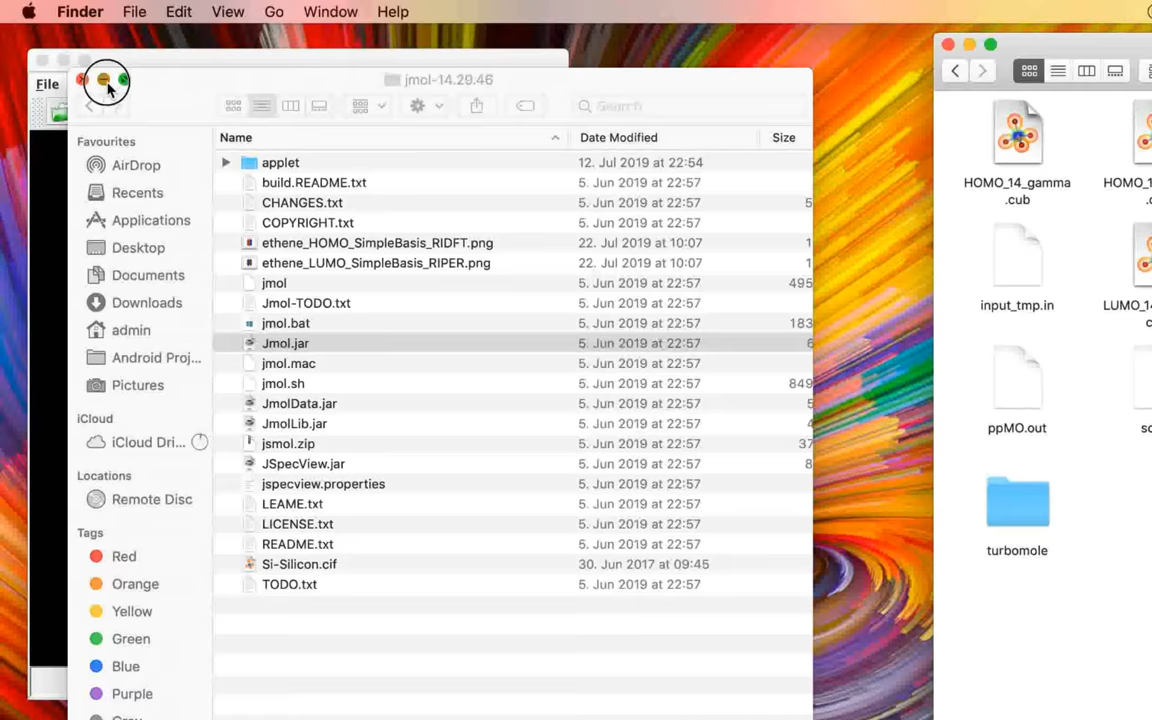 Finder File Edit View Go Window Help
File
jmol-14.29.46
Search
Favourites
AirDrop
Recents
Applications
Desktop
Documents
Downloads
admin
Android Proj...
Pictures
iCloud
iCloud Dri...
Locations
Remote Disc
Tags
Red
Orange
Yellow
Green
Blue
Purple
Name Date Modified Size
applet 12. Jul 2019 at 22:54
build.README.txt 5. Jun 2019 at 22:57
CHANGES.txt 5. Jun 2019 at 22:57 5
COPYRIGHT.txt 5. Jun 2019 at 22:57
ethene_HOMO_SimpleBasis_RIDFT.png 22. Jul 2019 at 10:07 1
ethene_LUMO_SimpleBasis_RIPER.png 22. Jul 2019 at 10:07 1
jmol 5. Jun 2019 at 22:57 495
Jmol-TODO.txt 5. Jun 2019 at 22:57
jmol.bat 5. Jun 2019 at 22:57 183
Jmol.jar 5. Jun 2019 at 22:57 6
jmol.mac 5. Jun 2019 at 22:57
jmol.sh 5. Jun 2019 at 22:57 849
JmolData.jar 5. Jun 2019 at 22:57 5
JmolLib.jar 5. Jun 2019 at 22:57 4
jsmol.zip 5. Jun 2019 at 22:57 37
JSpecView.jar 5. Jun 2019 at 22:57 8
jspecview.properties 5. Jun 2019 at 22:57
LEAME.txt 5. Jun 2019 at 22:57
LICENSE.txt 5. Jun 2019 at 22:57
README.txt 5. Jun 2019 at 22:57
Si-Silicon.cif 30. Jun 2017 at 09:45
TODO.txt 5. Jun 2019 at 22:57
HOMO_14_gamma
.cub
HOMO_1
input_tmp.in
LUMO_14
ppMO.out
turbomole